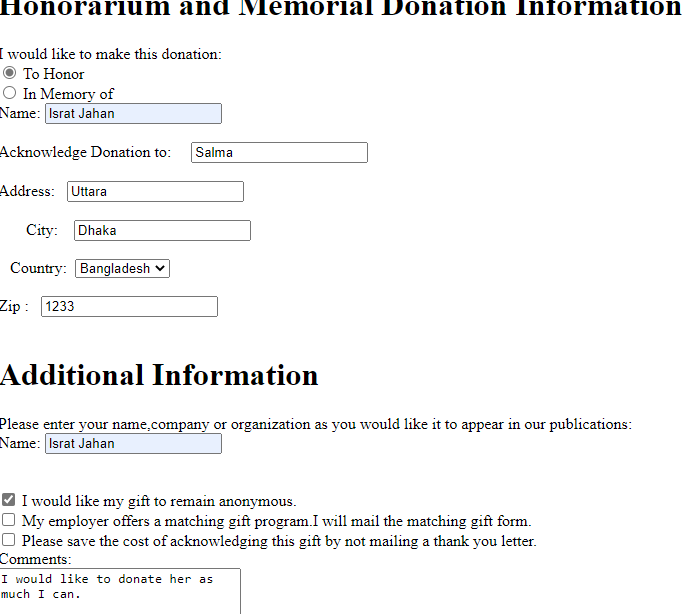 Honorarium and Memorial Donation Information
I would like to make this donation:
To Honor
In Memory of
Name: Israt Jahan
Acknowledge Donation to: Salma
Address: Uttara
City: Dhaka
Country: Bangladesh
Zip : 1233
Additional Information
Please enter your name,company or organization as you would like it to appear in our publications:
Name: Israt Jahan
I would like my gift to remain anonymous.
My employer offers a matching gift program.I will mail the matching gift form.
Please save the cost of acknowledging this gift by not mailing a thank you letter.
Comments:
I would like to donate her as
much I can.